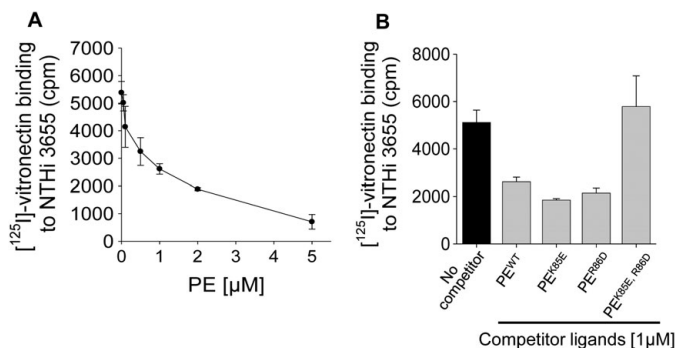 A
[¹²⁵I]-vitronectin binding
to NTHi 3655 (cpm)
7000
6000
5000
4000
3000
2000
1000
0
0 1 2 3 4 5
PE [µM]
B
[¹²⁵I]-vitronectin binding
to NTHi 3655 (cpm)
8000
6000
4000
2000
0
No
competitor
PEᵂᵀ
PEᴷ⁸⁵ᴱ
PEᴿ⁸⁶ᴰ
PEᴷ⁸⁵ᴱ, ᴿ⁸⁶ᴰ
Competitor ligands [1µM]